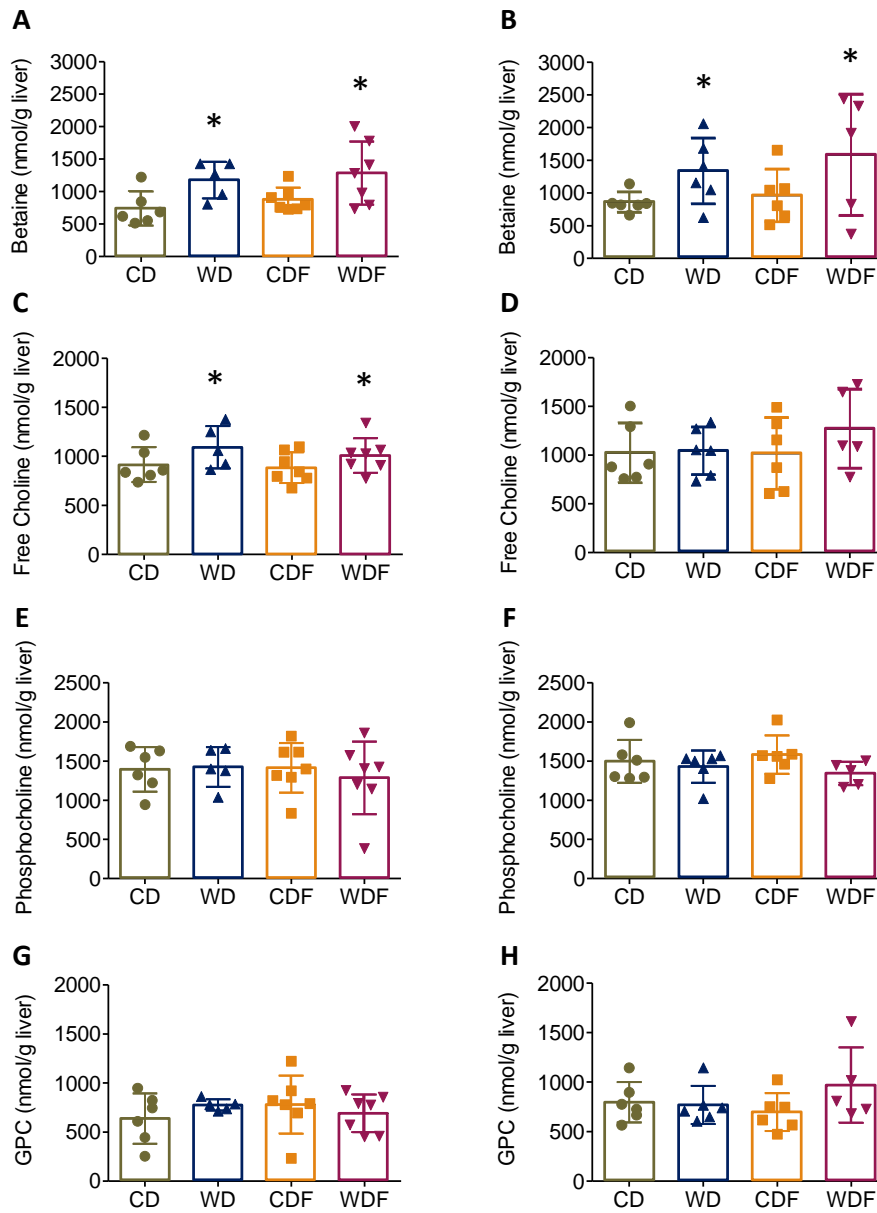 A
Betaine (nmol/g liver)
3000
2500
2000
1500
1000
500
0
*
*
CD WD CDF WDF
B
Betaine (nmol/g liver)
3000
2500
2000
1500
1000
500
0
*
*
CD WD CDF WDF
C
Free Choline (nmol/g liver)
2000
1500
1000
500
0
*
*
CD WD CDF WDF
D
Free Choline (nmol/g liver)
2000
1500
1000
500
0
CD WD CDF WDF
E
Phosphocholine (nmol/g liver)
2500
2000
1500
1000
500
0
CD WD CDF WDF
F
Phosphocholine (nmol/g liver)
2500
2000
1500
1000
500
0
CD WD CDF WDF
G
GPC (nmol/g liver)
2000
1500
1000
500
0
CD WD CDF WDF
H
GPC (nmol/g liver)
2000
1500
1000
500
0
CD WD CDF WDF